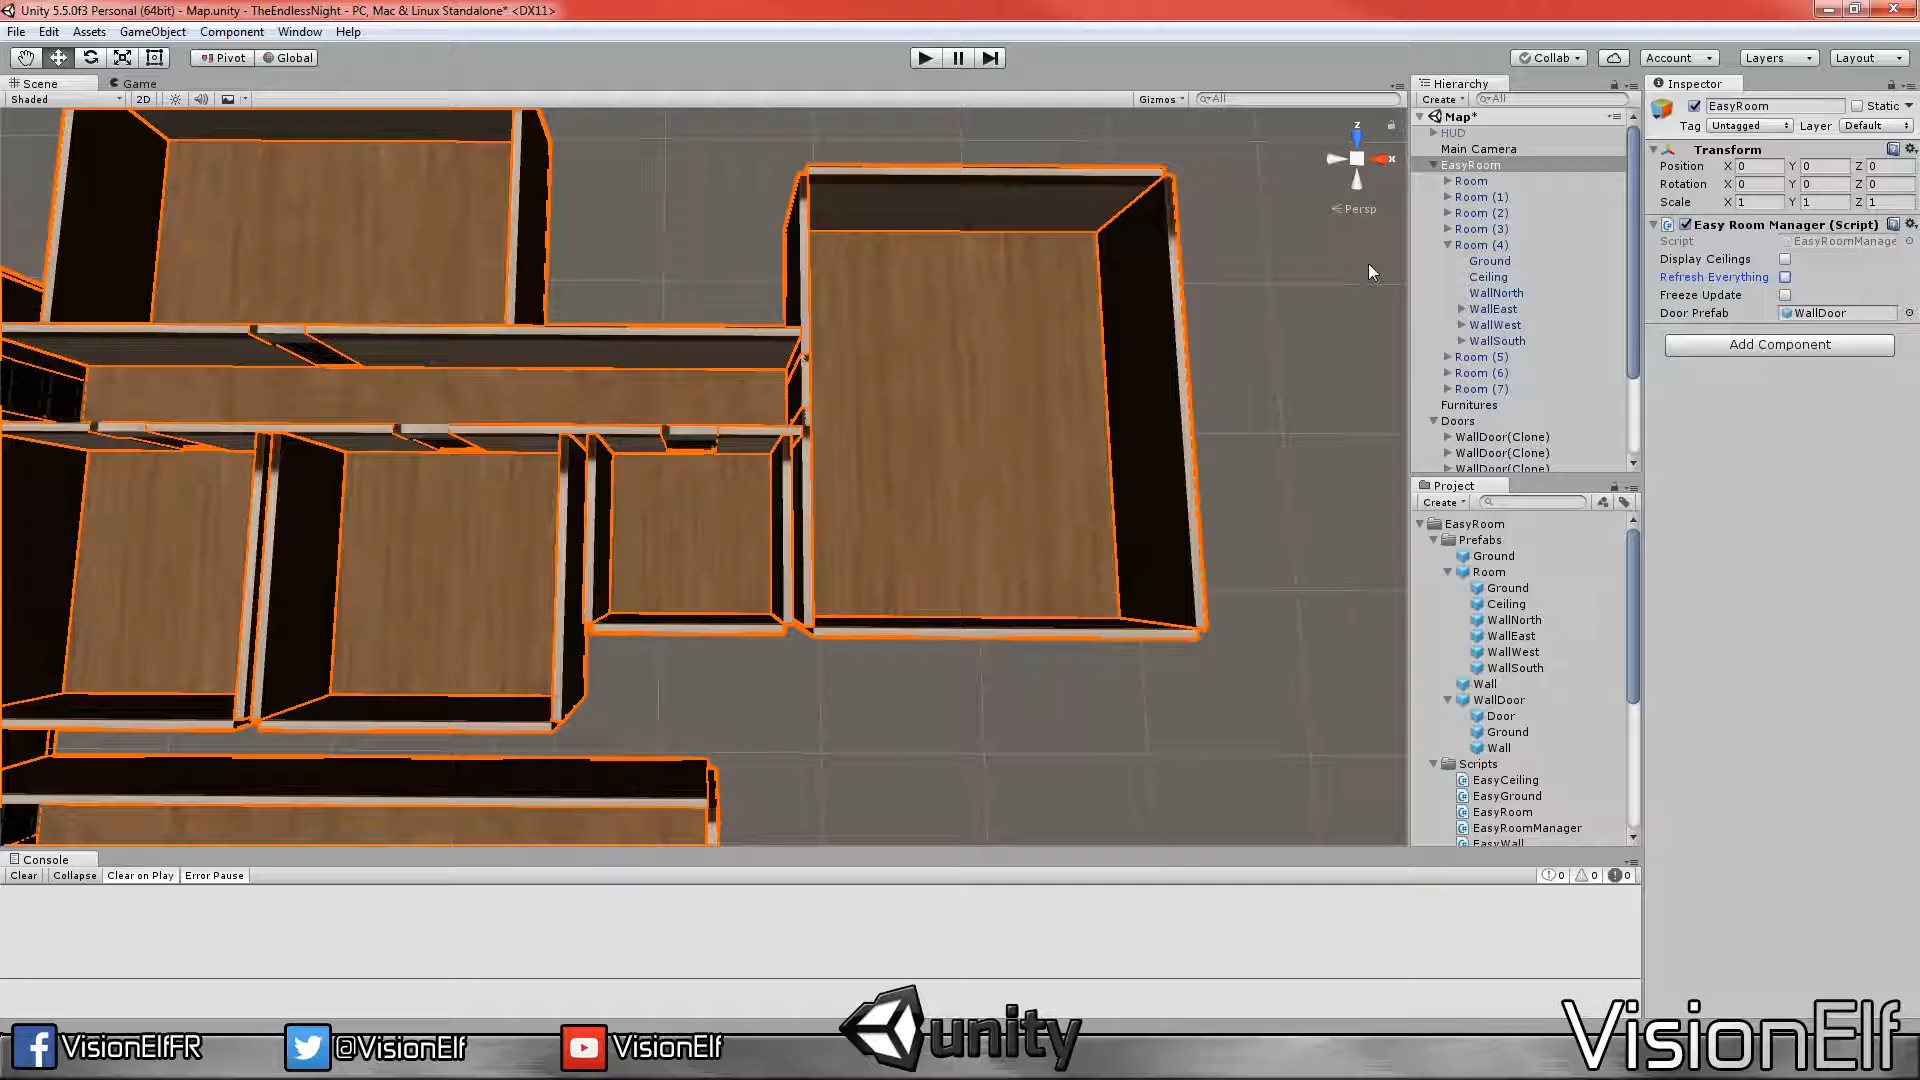 Unity 5.5.0f3 Personal (64bit) - Map.unity - TheEndlessNight - PC, Mac & Linux Standalone* <DX11>
File Edit Assets GameObject Component Window Help
Pivot Global Collab Account Layers Layout
Scene Game
Shaded 2D Gizmos All
z
x
Persp
Hierarchy
Create All
Map*
HUD
Main Camera
EasyRoom
Room
Room (1)
Room (2)
Room (3)
Room (4)
Ground
Ceiling
WallNorth
WallEast
WallWest
WallSouth
Room (5)
Room (6)
Room (7)
Furnitures
Doors
WallDoor(Clone)
WallDoor(Clone)
WallDoor(Clone)
Project
Create
EasyRoom
Prefabs
Ground
Room
Ground
Ceiling
WallNorth
WallEast
WallWest
WallSouth
Wall
WallDoor
Door
Ground
Wall
Scripts
EasyCeiling
EasyGround
EasyRoom
EasyRoomManager
EasyWall
Inspector
EasyRoom Static
Tag Untagged Layer Default
Transform
Position X 0 Y 0 Z 0
Rotation X 0 Y 0 Z 0
Scale X 1 Y 1 Z 1
Easy Room Manager (Script)
Script EasyRoomManage
Display Ceilings
Refresh Everything
Freeze Update
Door Prefab WallDoor
Add Component
Console
Clear Collapse Clear on Play Error Pause 0 0 0
VisionElfFR @VisionElf VisionElf unity VisionElf